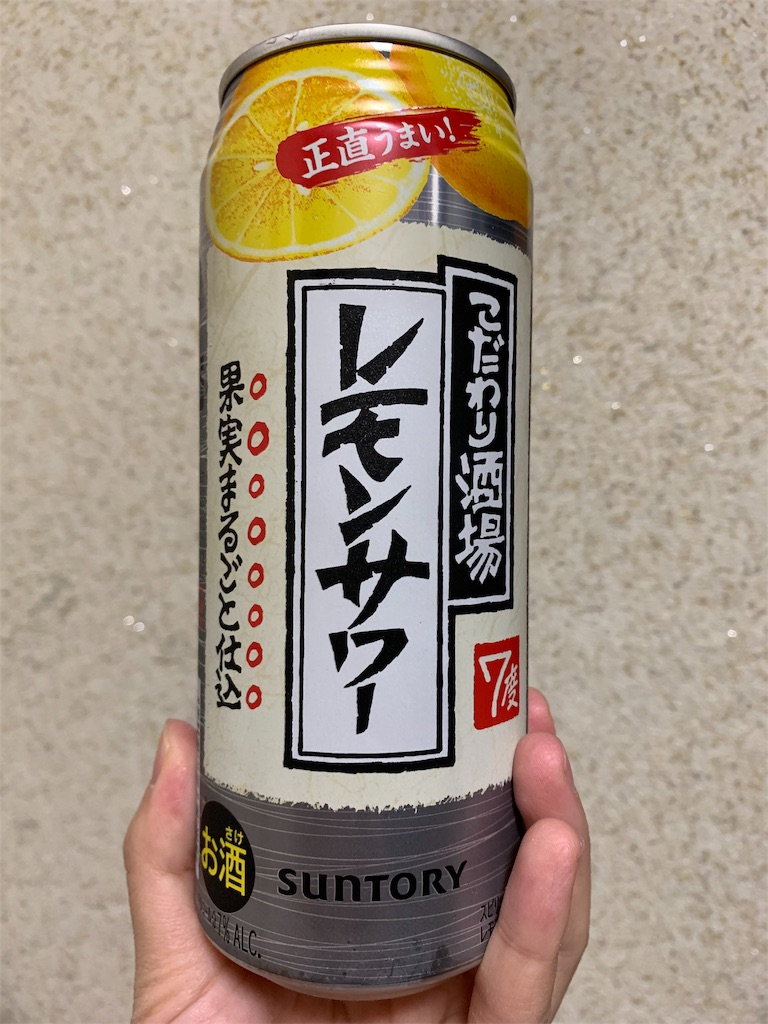 正直うまい!
こだわり酒場
レモンサワー
果実まるごと仕込
7度
さけ
お酒
SUNTORY
7% ALC.